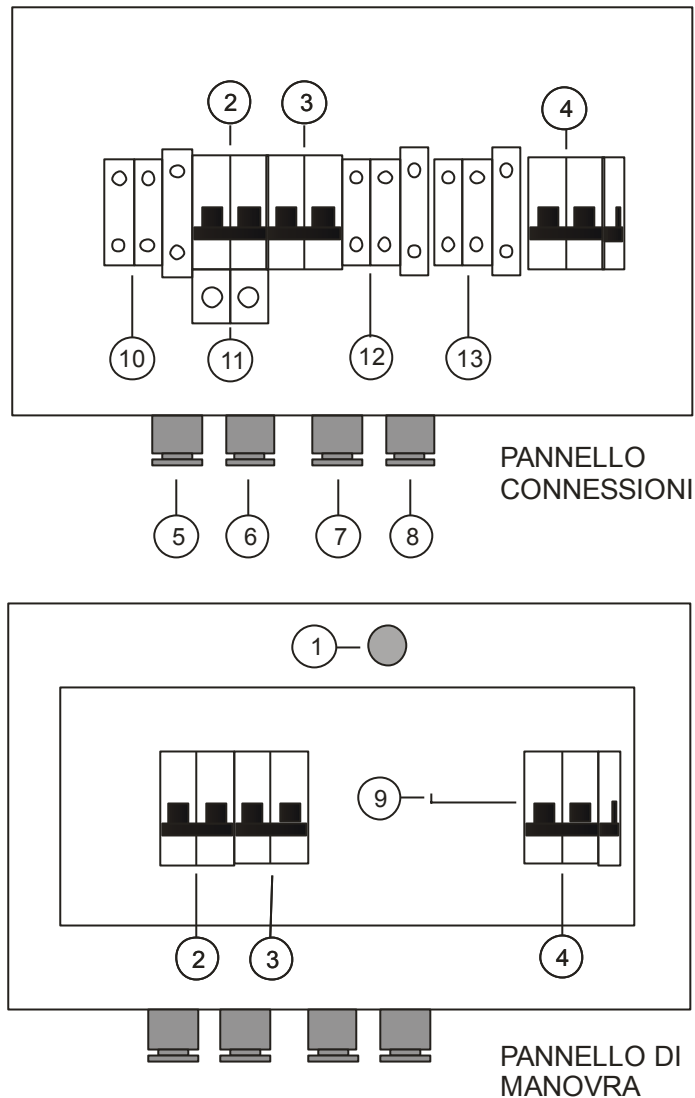 2 3 4
10 11 12 13
PANNELLO
CONNESSIONI
5 6 7 8
1
9
2 3 4
PANNELLO DI
MANOVRA